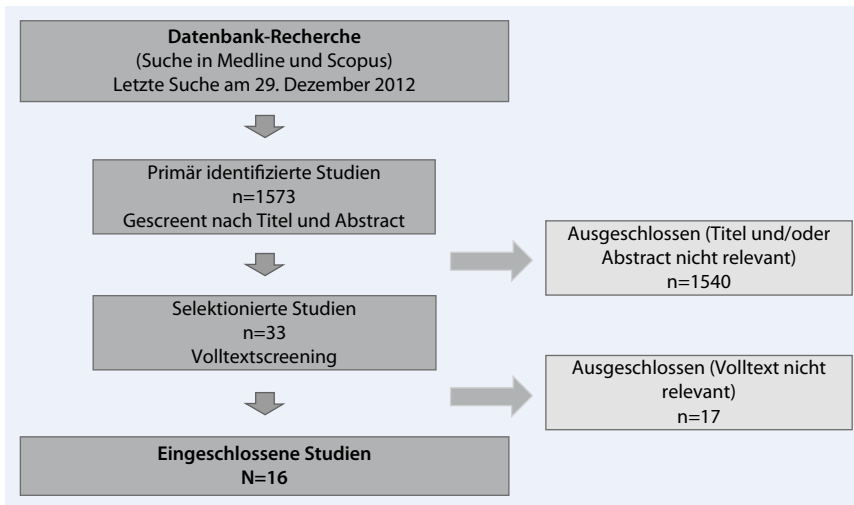 Datenbank-Recherche
(Suche in Medline und Scopus)
Letzte Suche am 29. Dezember 2012
Primär identifizierte Studien
n=1573
Gescreent nach Titel und Abstract
Ausgeschlossen (Titel und/oder
Abstract nicht relevant)
n=1540
Selektionierte Studien
n=33
Volltextscreening
Ausgeschlossen (Volltext nicht
relevant)
n=17
Eingeschlossene Studien
N=16